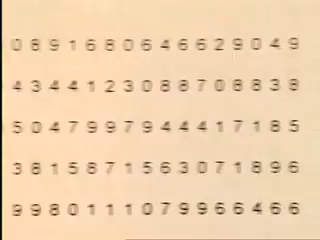 0 8 9 1 6 8 0 6 4 6 6 2 9 0 4 9
4 3 4 4 1 2 3 0 8 8 7 0 8 8 3 8
5 0 4 7 9 9 7 9 4 4 4 1 7 1 8 5
3 8 1 5 8 7 1 5 6 3 0 7 1 8 9 6
9 9 8 0 1 1 1 0 7 9 9 6 6 4 6 6